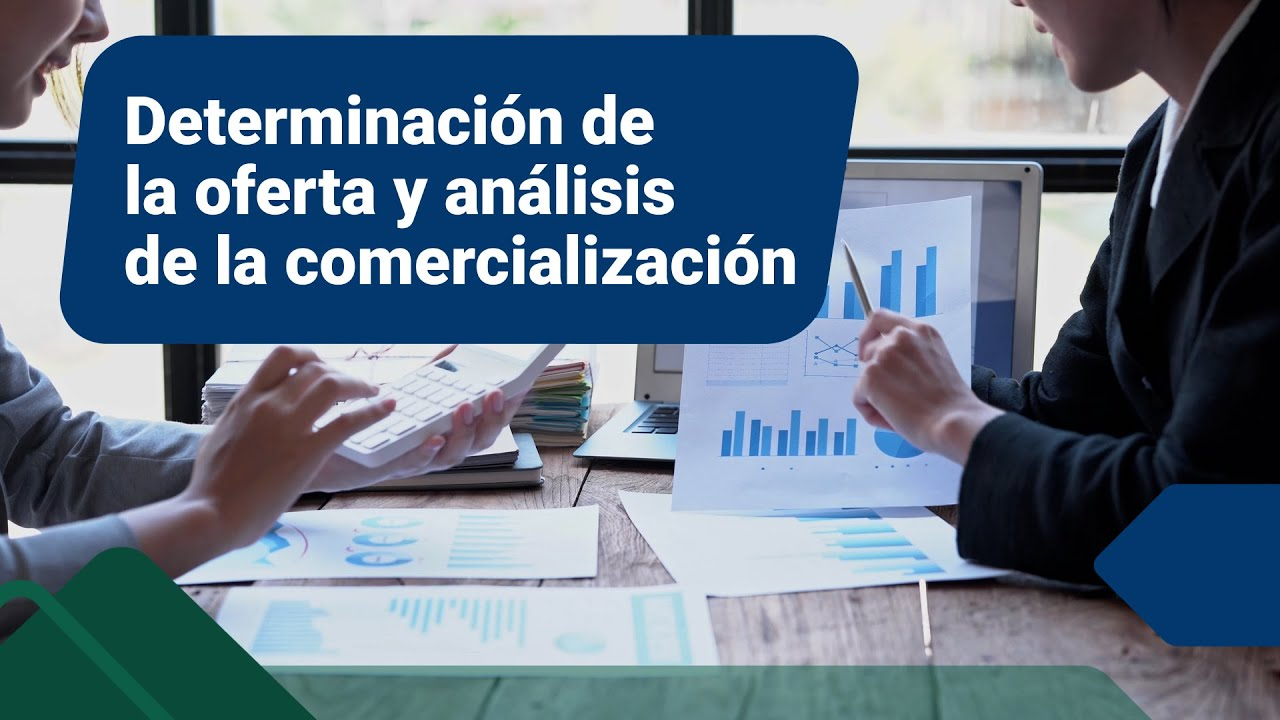 Determinación de
la oferta y análisis
de la comercialización